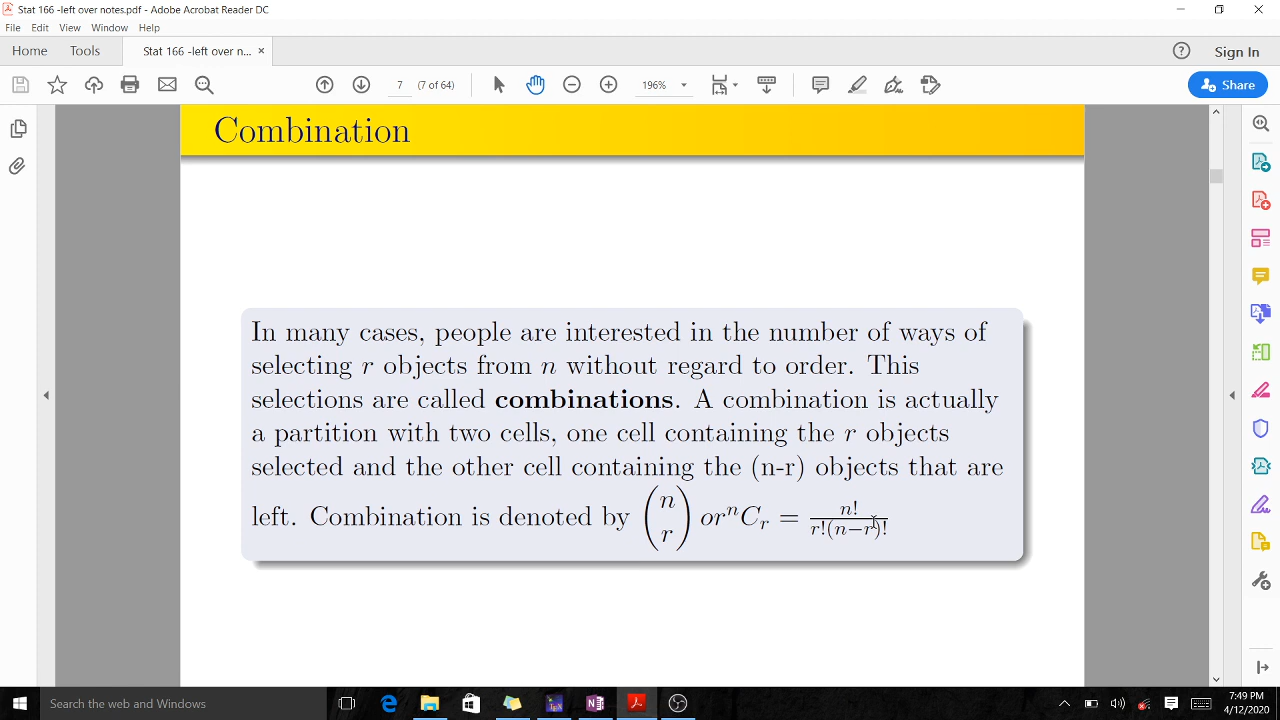 Stat 166 -left over notes.pdf - Adobe Acrobat Reader DC
File Edit View Window Help
Home Tools Stat 166 -left over n... × Sign In
7 (7 of 64) 196% Share
Combination
In many cases, people are interested in the number of ways of
selecting r objects from n without regard to order. This
selections are called combinations. A combination is actually
a partition with two cells, one cell containing the r objects
selected and the other cell containing the (n-r) objects that are
left. Combination is denoted by (n r) or ⁿCᵣ = n! / r!(n−r)!
Search the web and Windows
7:49 PM
4/12/2020